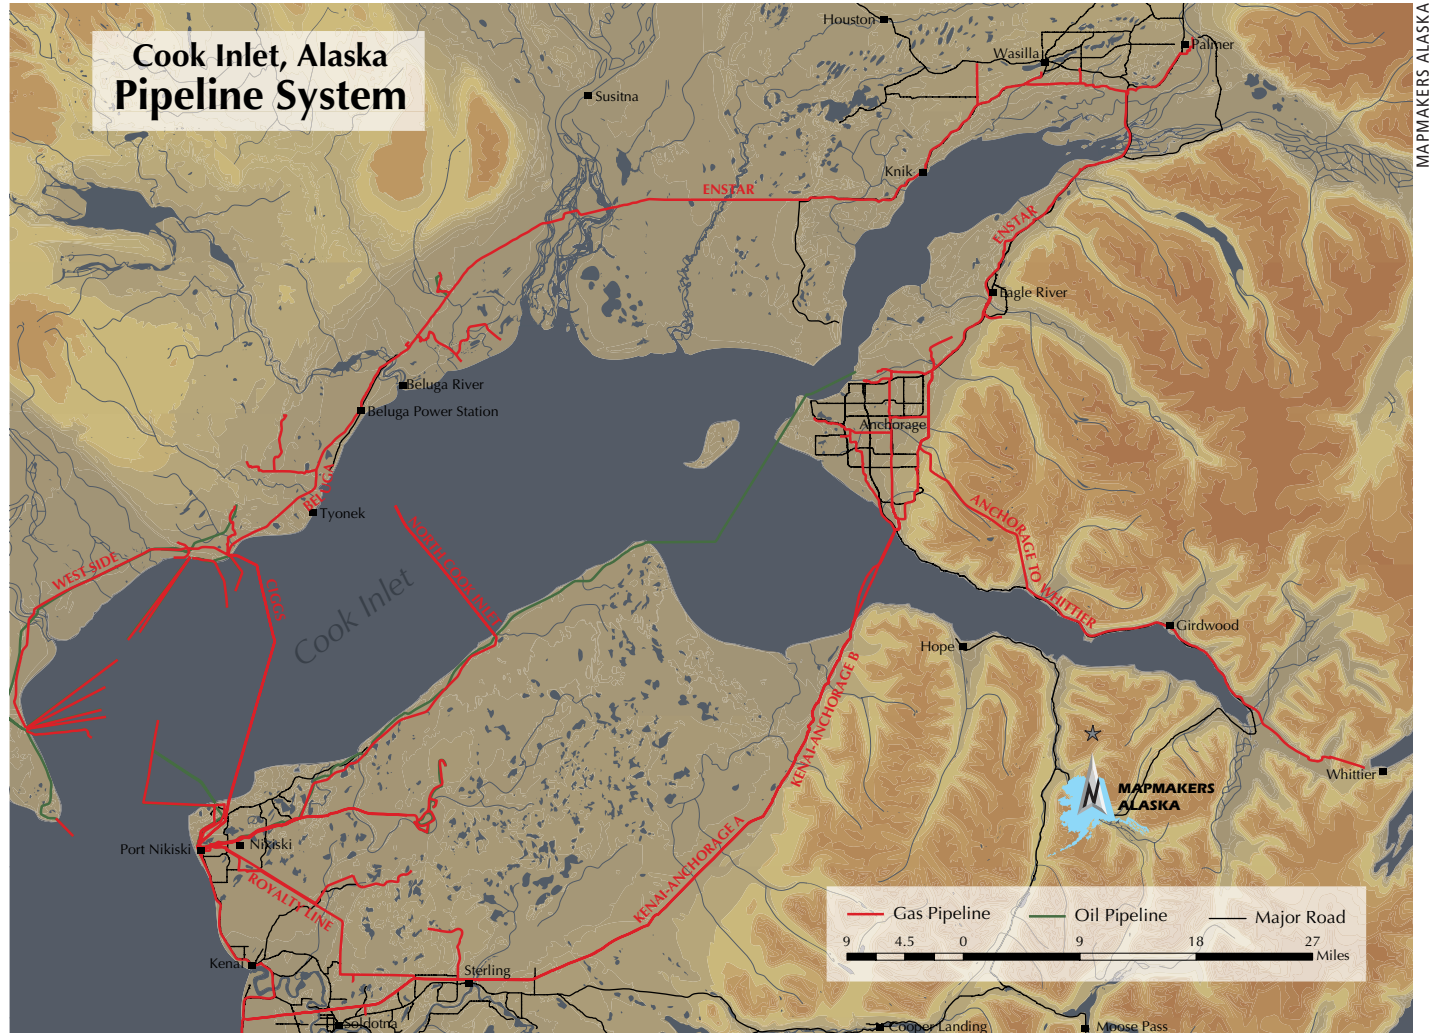 MAPMAKERS ALASKA
Cook Inlet, Alaska
Pipeline System
Houston
Wasilla
Palmer
Susitna
Knik
ENSTAR
ENSTAR
Eagle River
Beluga River
Beluga Power Station
Anchorage
BELUGA
Tyonek
NORTH COOK INLET
ANCHORAGE TO WHITTIER
WEST SIDE
CIGGS
Cook Inlet
Girdwood
Hope
KENAI-ANCHORAGE B
Whittier
N
MAPMAKERS
ALASKA
KENAI-ANCHORAGE A
Port Nikiski
Nikiski
ROYALTY LINE
Kenai
Sterling
Soldotna
Cooper Landing
Moose Pass
Gas Pipeline
Oil Pipeline
Major Road
9 4.5 0 9 18 27
Miles